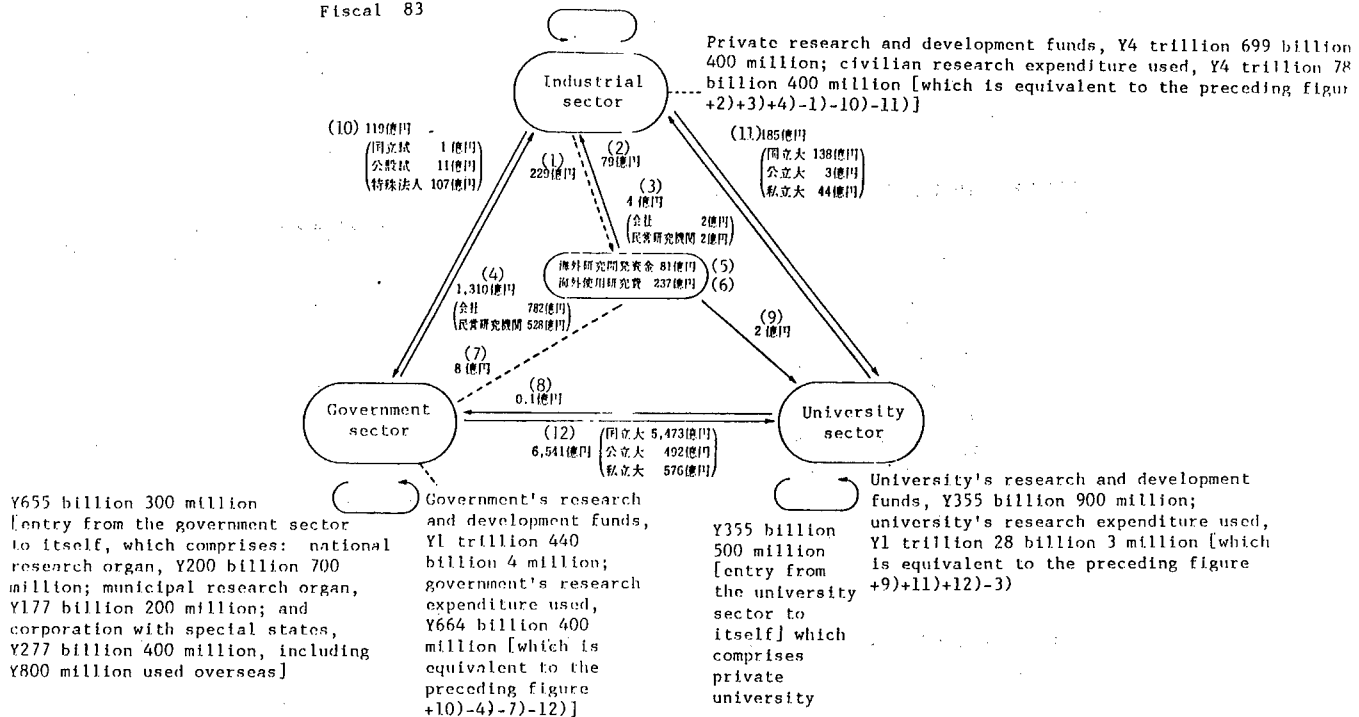 Fiscal 83
Industrial
sector
Private research and development funds, Y4 trillion 699 billion
400 million; civilian research expenditure used, Y4 trillion 78
billion 400 million [which is equivalent to the preceding figur
+2)+3)+4)-1)-10)-11)]
(10) 119億円
(国立試 1億円)
公設試 11億円
特殊法人 107億円
(1)
229億円
(2)
79億円
(3)
4億円
(会社 2億円)
民営研究機関 2億円
(11) 185億円
(国立大 138億円)
公立大 3億円
私立大 44億円
海外研究開発資金 81億円 (5)
海外使用研究費 237億円 (6)
(4)
1,310億円
(会社 782億円)
民営研究機関 528億円
(9)
2億円
(7)
8億円
(8)
0.1億円
Government
sector
University
sector
(12)
6,541億円
(国立大 5,473億円)
公立大 492億円
私立大 576億円
Y655 billion 300 million
[entry from the government sector
to itself, which comprises: national
research organ, Y200 billion 700
million; municipal research organ,
Y177 billion 200 million; and
corporation with special states,
Y277 billion 400 million, including
Y800 million used overseas]
Government's research
and development funds,
Y1 trillion 440
billion 4 million;
government's research
expenditure used,
Y664 billion 400
million [which is
equivalent to the
preceding figure
+10)-4)-7)-12)]
Y355 billion
500 million
[entry from
the university
sector to
itself] which
comprises
private
university
University's research and development
funds, Y355 billion 900 million;
university's research expenditure used,
Y1 trillion 28 billion 3 million [which
is equivalent to the preceding figure
+9)+11)+12)-3)